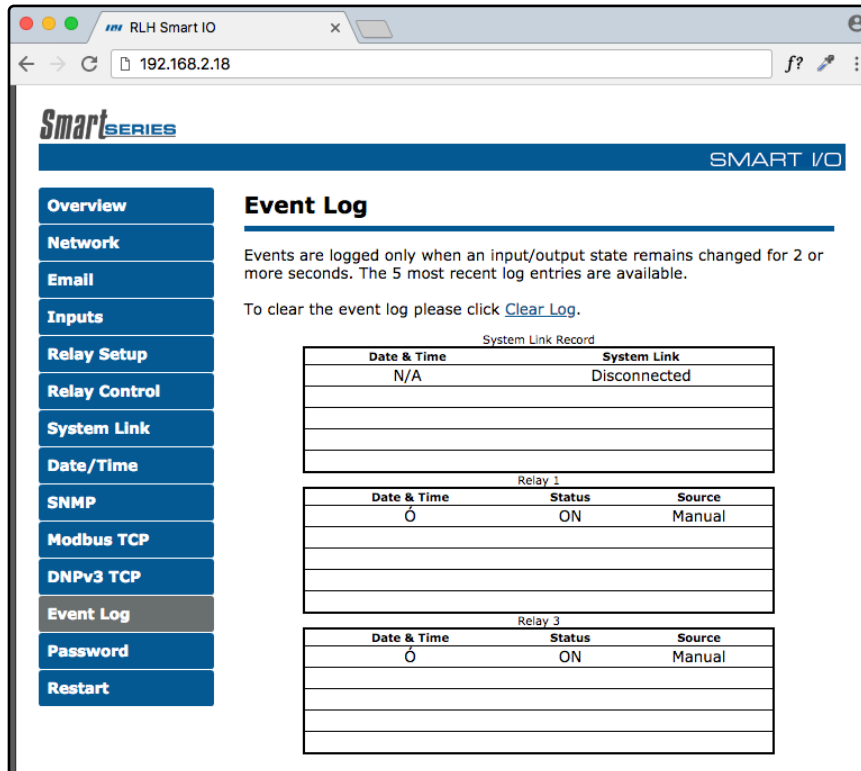 RLH Smart IO
192.168.2.18
f?
SmartSERIES
SMART I/O
Overview
Network
Email
Inputs
Relay Setup
Relay Control
System Link
Date/Time
SNMP
Modbus TCP
DNPv3 TCP
Event Log
Password
Restart
Event Log
Events are logged only when an input/output state remains changed for 2 or
more seconds. The 5 most recent log entries are available.
To clear the event log please click Clear Log.
System Link Record
Date & Time System Link
N/A Disconnected
Relay 1
Date & Time Status Source
Ó ON Manual
Relay 3
Date & Time Status Source
Ó ON Manual